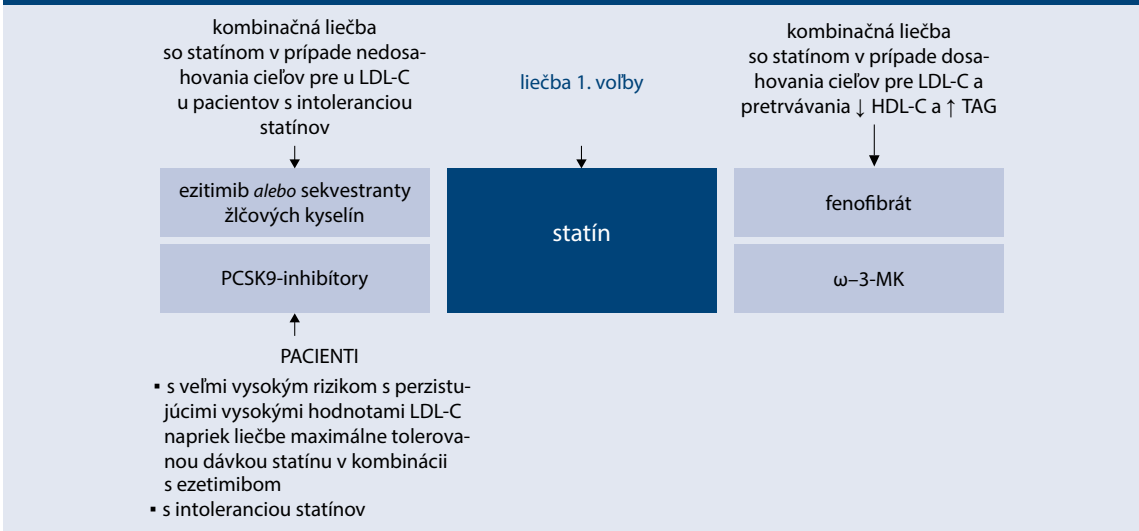 kombinačná liečba
so statínom v prípade nedosa-
hovania cieľov pre u LDL-C
u pacientov s intoleranciou
statínov
ezitimib alebo sekvestranty
žlčových kyselín
PCSK9-inhibítory
PACIENTI
▪ s veľmi vysokým rizikom s perzistu-
júcimi vysokými hodnotami LDL-C
napriek liečbe maximálne tolerova-
nou dávkou statínu v kombinácii
s ezetimibom
▪ s intoleranciou statínov
liečba 1. voľby
statín
kombinačná liečba
so statínom v prípade dosa-
hovania cieľov pre LDL-C a
pretrvávania ↓ HDL-C a ↑ TAG
fenofibrát
ω–3-MK